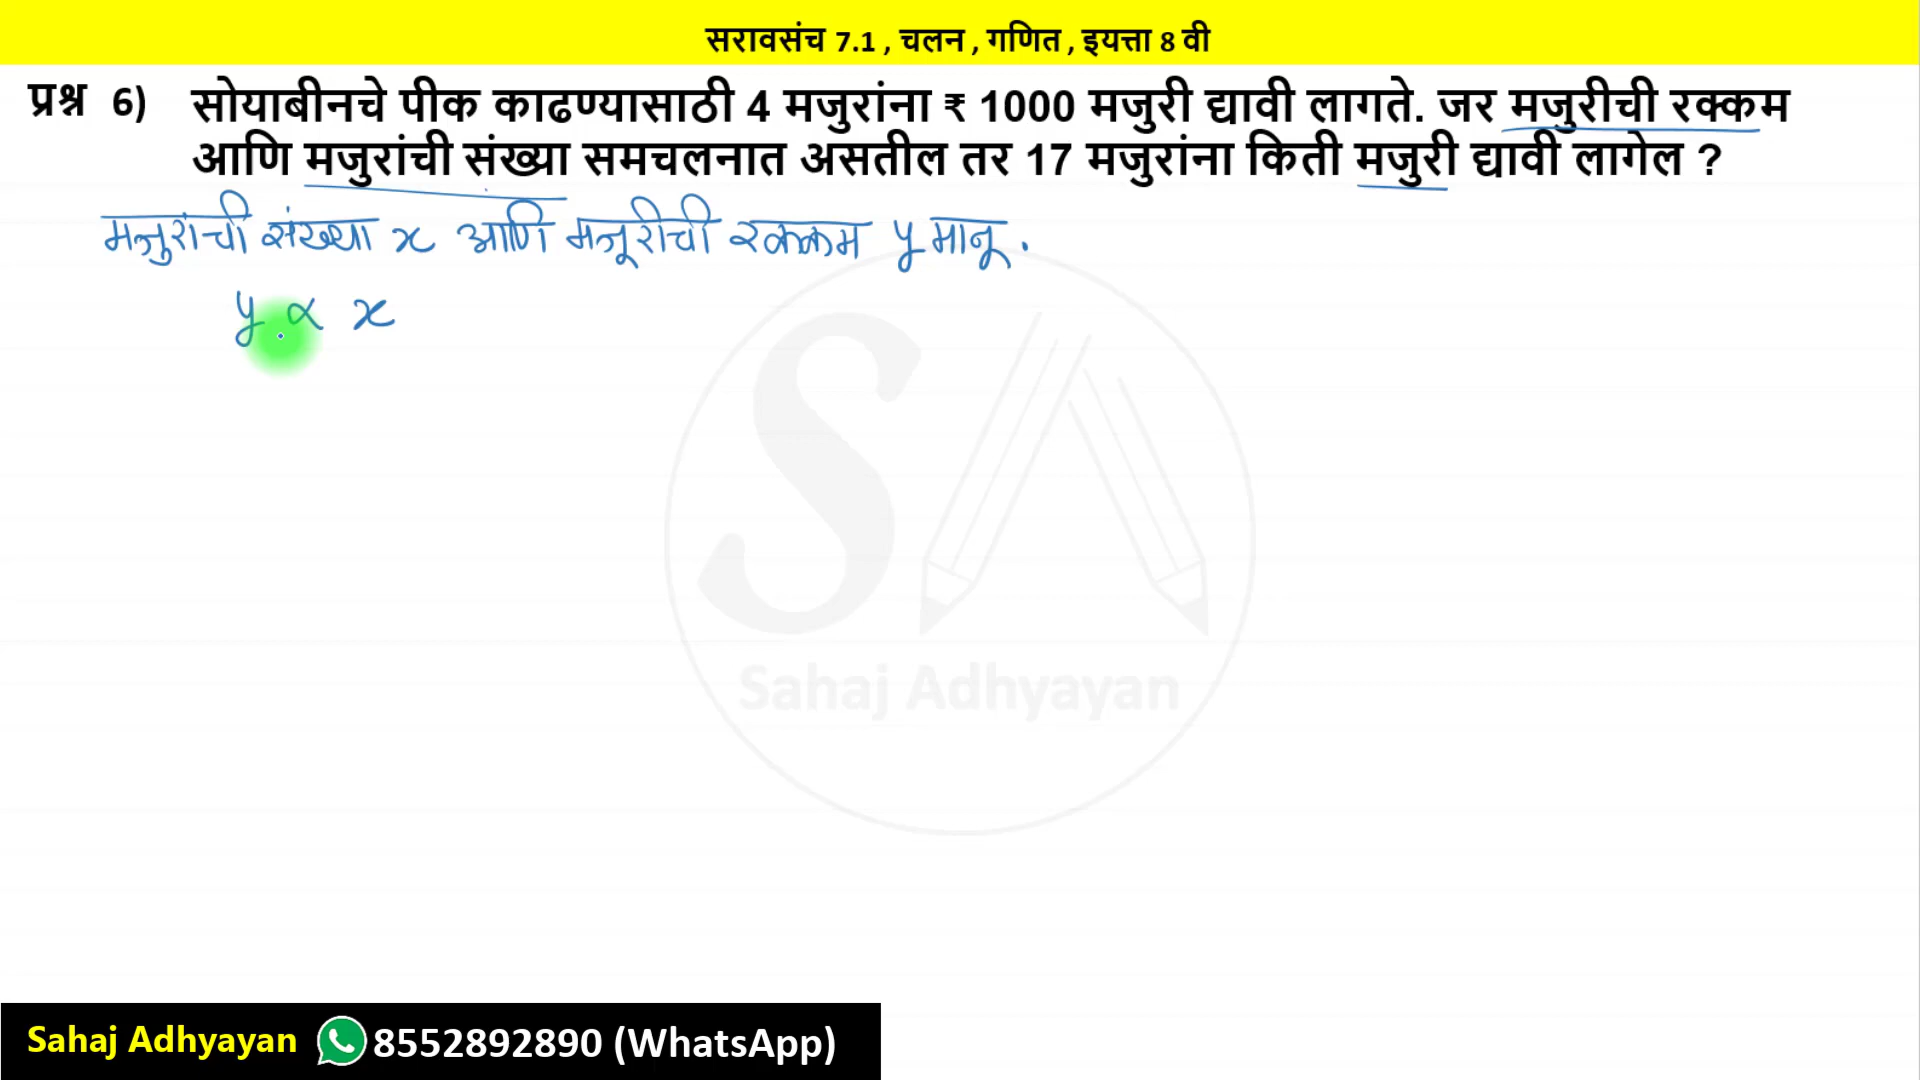 सरावसंच 7.1 , चलन , गणित , इयत्ता 8 वी
प्रश्न 6) सोयाबीनचे पीक काढण्यासाठी 4 मजुरांना ₹ 1000 मजुरी द्यावी लागते. जर मजुरीची रक्कम
आणि मजुरांची संख्या समचलनात असतील तर 17 मजुरांना किती मजुरी द्यावी लागेल ?
मजुरांची संख्या x आणि मजूरीची रक्कम y मानू.
y ∝ x
Sahaj Adhyayan
Sahaj Adhyayan 8552892890 (WhatsApp)